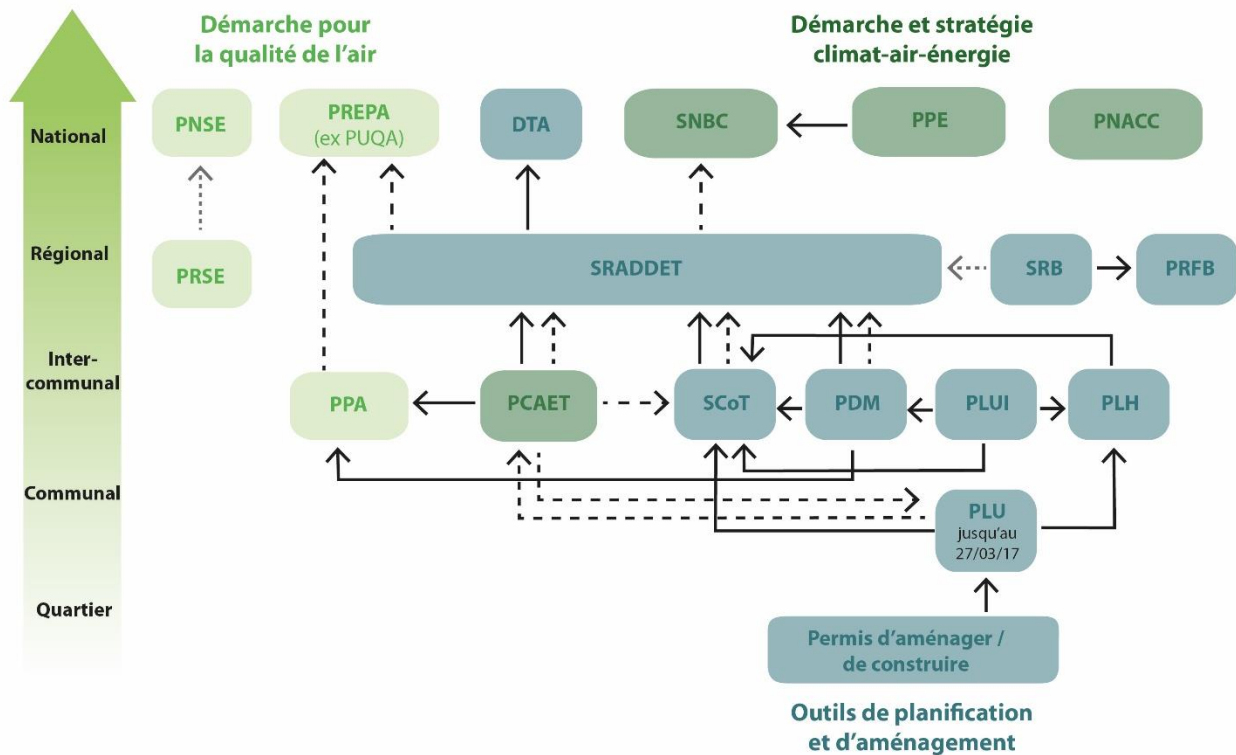 Démarche pour
la qualité de l'air
Démarche et stratégie
climat-air-énergie
National
PNSE
PREPA
(ex PUQA)
DTA
SNBC
PPE
PNACC
Régional
PRSE
SRADDET
SRB
PRFB
Inter-
communal
PPA
PCAET
SCoT
PDM
PLUI
PLH
Communal
PLU
jusqu'au
27/03/17
Quartier
Permis d'aménager /
de construire
Outils de planification
et d'aménagement